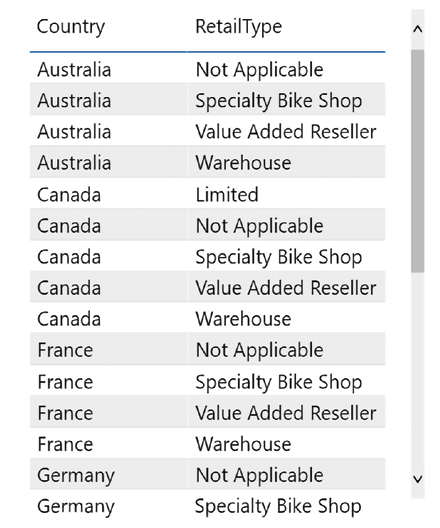 Country RetailType
Australia Not Applicable
Australia Specialty Bike Shop
Australia Value Added Reseller
Australia Warehouse
Canada Limited
Canada Not Applicable
Canada Specialty Bike Shop
Canada Value Added Reseller
Canada Warehouse
France Not Applicable
France Specialty Bike Shop
France Value Added Reseller
France Warehouse
Germany Not Applicable
Germany Specialty Bike Shop